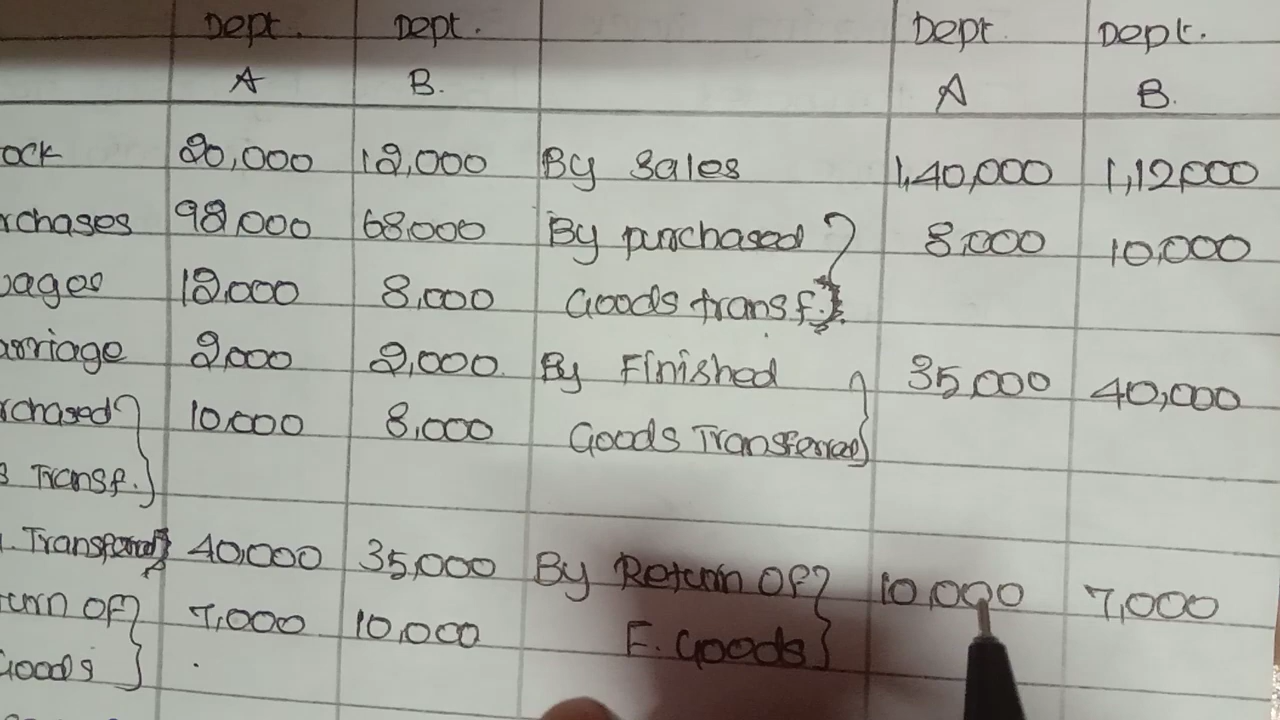 Dept. Dept. Dept. Dept.
A B. A B.
ock 20,000 12,000 By Sales 1,40,000 1,12,000
rchases 92,000 68,000 By purchased 8,000 10,000
ages 12,000 8,000 Goods transf.
arriage 2,000 2,000 By Finished 35,000 40,000
rchased 10,000 8,000 Goods Transferred
s Transf.
. Transferred 40,000 35,000 By Return OF 10,000 7,000
turn OF 7,000 10,000 F. Goods
Goods